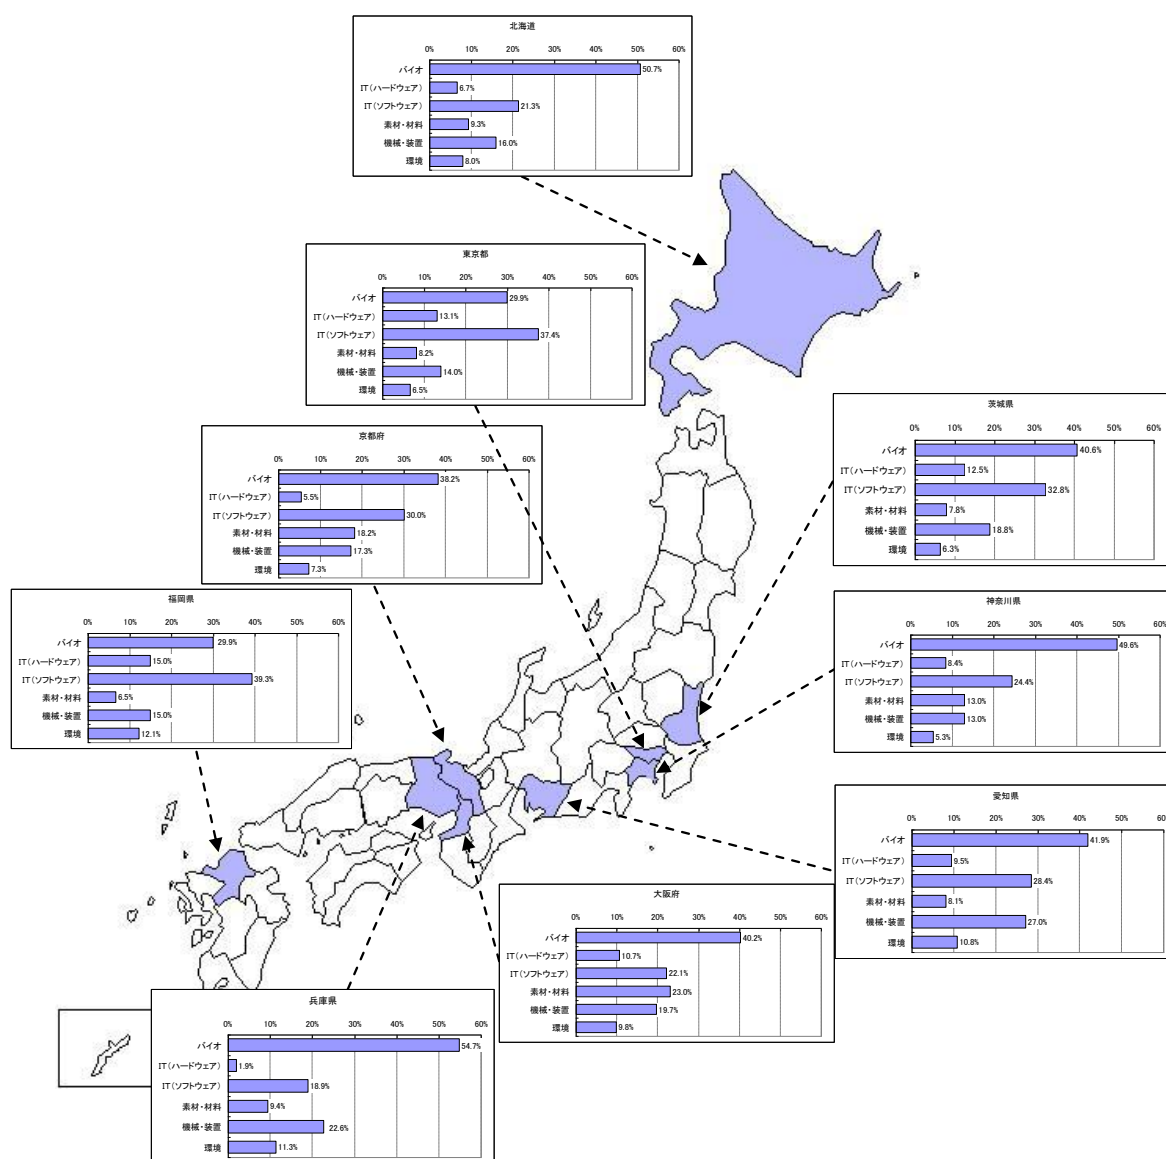 北海道
0% 10% 20% 30% 40% 50% 60%
バイオ 50.7%
IT(ハードウェア) 6.7%
IT(ソフトウェア) 21.3%
素材・材料 9.3%
機械・装置 16.0%
環境 8.0%
東京都
0% 10% 20% 30% 40% 50% 60%
バイオ 29.9%
IT(ハードウェア) 13.1%
IT(ソフトウェア) 37.4%
素材・材料 8.2%
機械・装置 14.0%
環境 6.5%
茨城県
0% 10% 20% 30% 40% 50% 60%
バイオ 40.6%
IT(ハードウェア) 12.5%
IT(ソフトウェア) 32.8%
素材・材料 7.8%
機械・装置 18.8%
環境 6.3%
京都府
0% 10% 20% 30% 40% 50% 60%
バイオ 38.2%
IT(ハードウェア) 5.5%
IT(ソフトウェア) 30.0%
素材・材料 18.2%
機械・装置 17.3%
環境 7.3%
福岡県
0% 10% 20% 30% 40% 50% 60%
バイオ 29.9%
IT(ハードウェア) 15.0%
IT(ソフトウェア) 39.3%
素材・材料 6.5%
機械・装置 15.0%
環境 12.1%
神奈川県
0% 10% 20% 30% 40% 50% 60%
バイオ 49.6%
IT(ハードウェア) 8.4%
IT(ソフトウェア) 24.4%
素材・材料 13.0%
機械・装置 13.0%
環境 5.3%
愛知県
0% 10% 20% 30% 40% 50% 60%
バイオ 41.9%
IT(ハードウェア) 9.5%
IT(ソフトウェア) 28.4%
素材・材料 8.1%
機械・装置 27.0%
環境 10.8%
大阪府
0% 10% 20% 30% 40% 50% 60%
バイオ 40.2%
IT(ハードウェア) 10.7%
IT(ソフトウェア) 22.1%
素材・材料 23.0%
機械・装置 19.7%
環境 9.8%
兵庫県
0% 10% 20% 30% 40% 50% 60%
バイオ 54.7%
IT(ハードウェア) 1.9%
IT(ソフトウェア) 18.9%
素材・材料 9.4%
機械・装置 22.6%
環境 11.3%